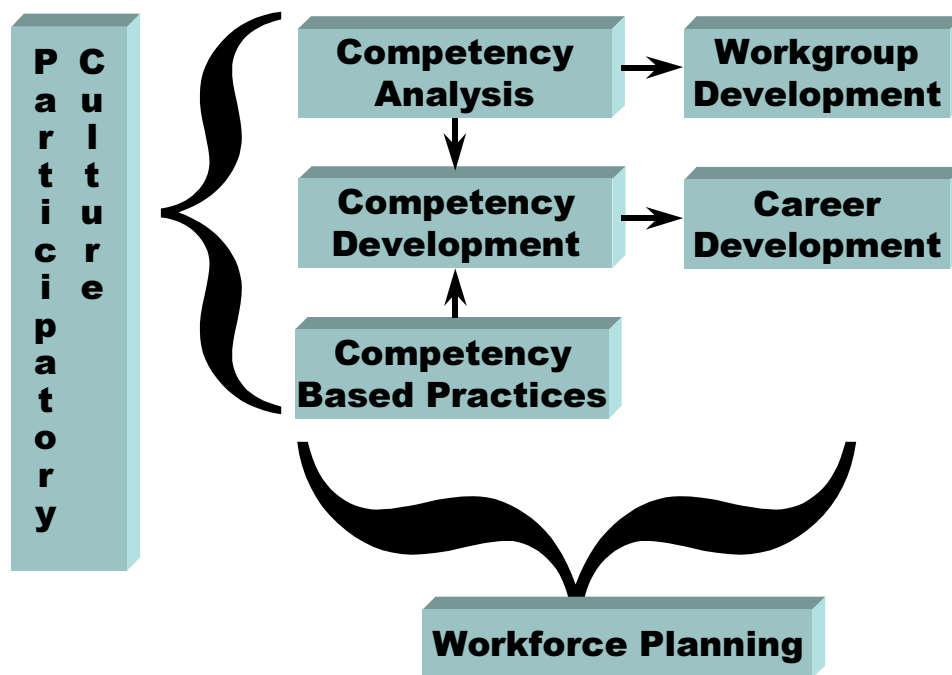 Participatory
Culture
Competency
Analysis
Workgroup
Development
Competency
Development
Career
Development
Competency
Based Practices
Workforce Planning